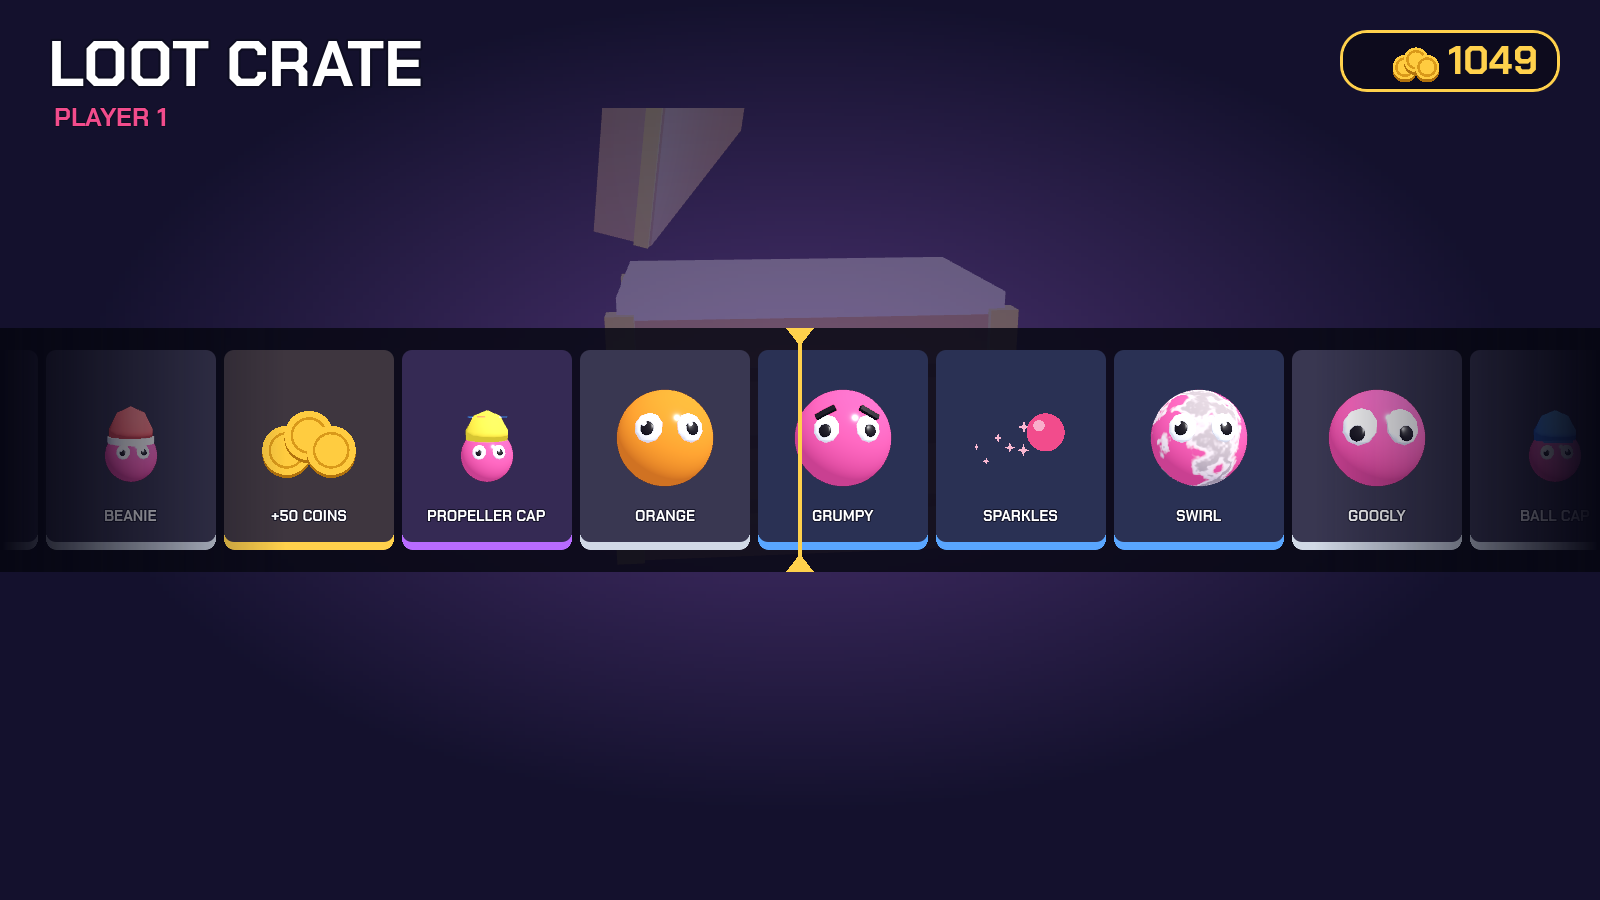 LOOT CRATE
PLAYER 1
1049
BEANIE
+50 COINS
PROPELLER CAP
ORANGE
GRUMPY
SPARKLES
SWIRL
GOOGLY
BALL CAP